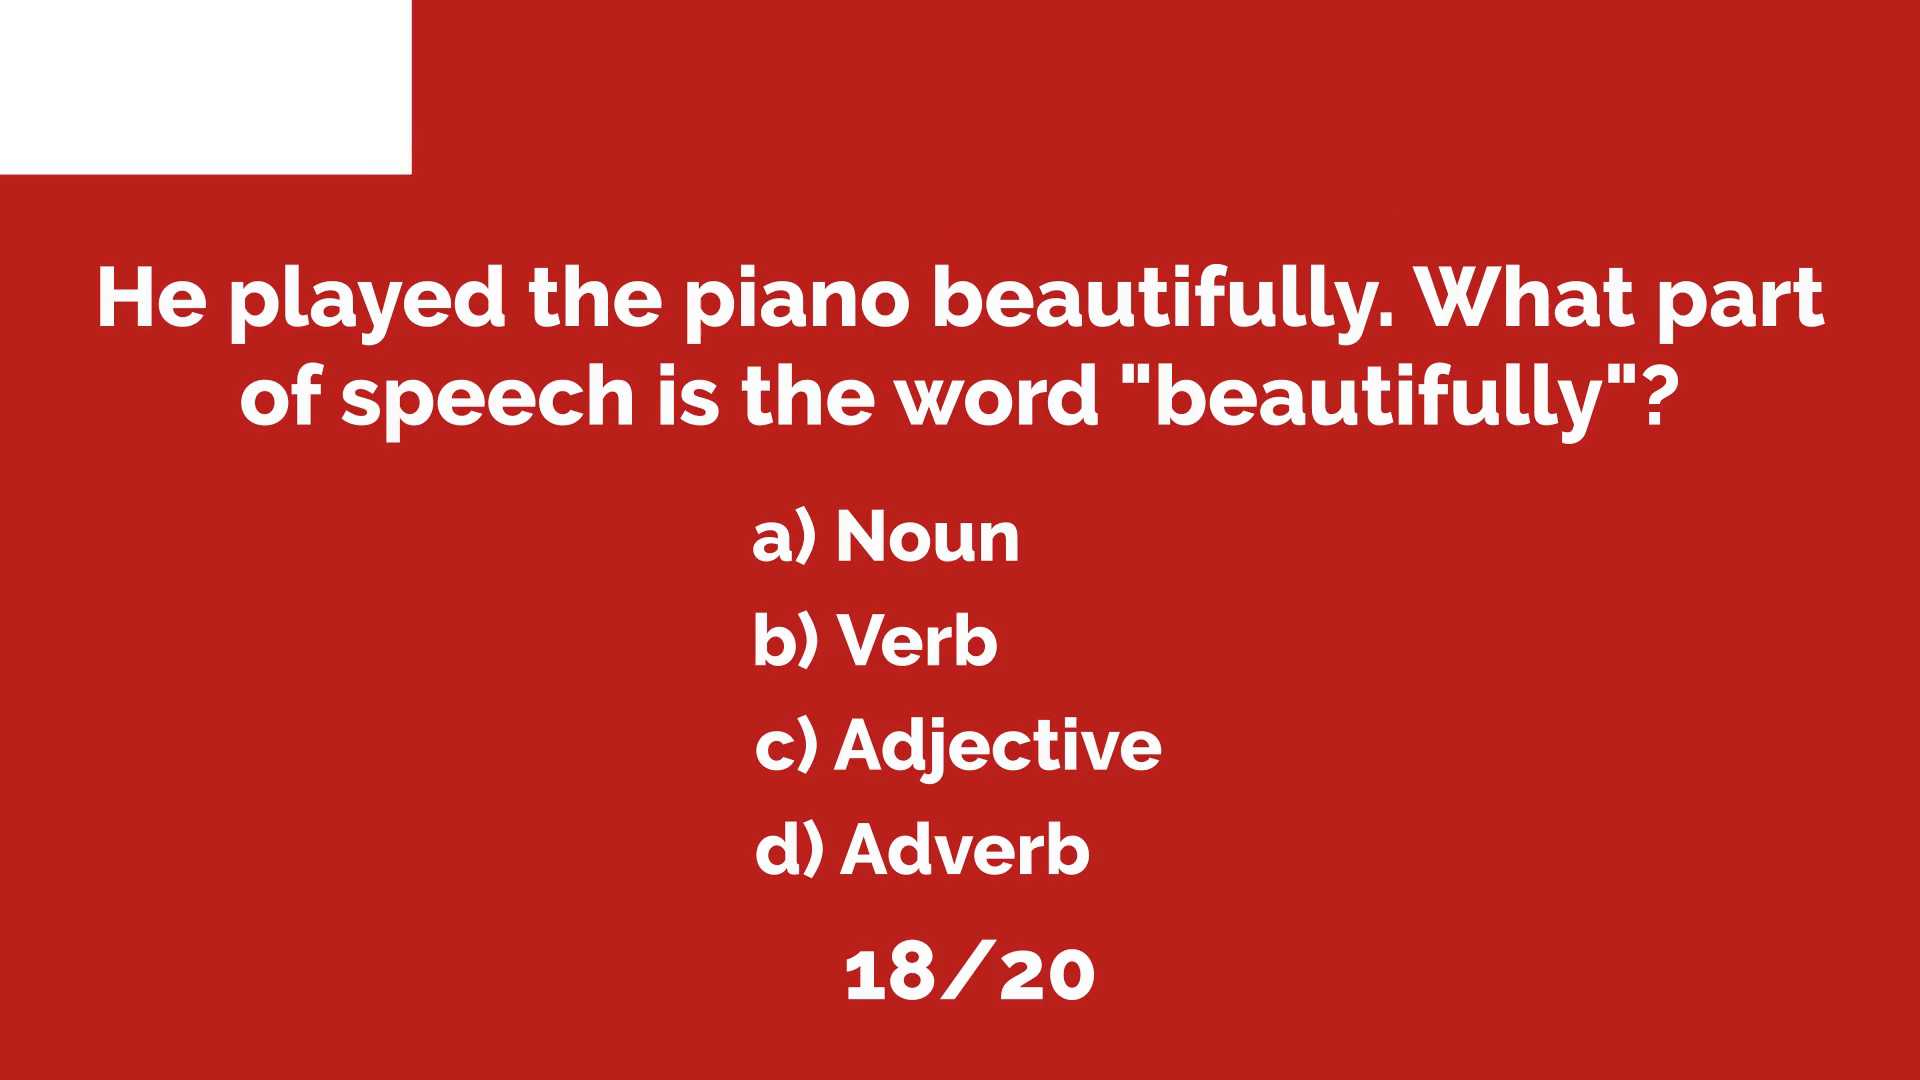 He played the piano beautifully. What part
of speech is the word "beautifully"?
a) Noun
b) Verb
c) Adjective
d) Adverb
18/20